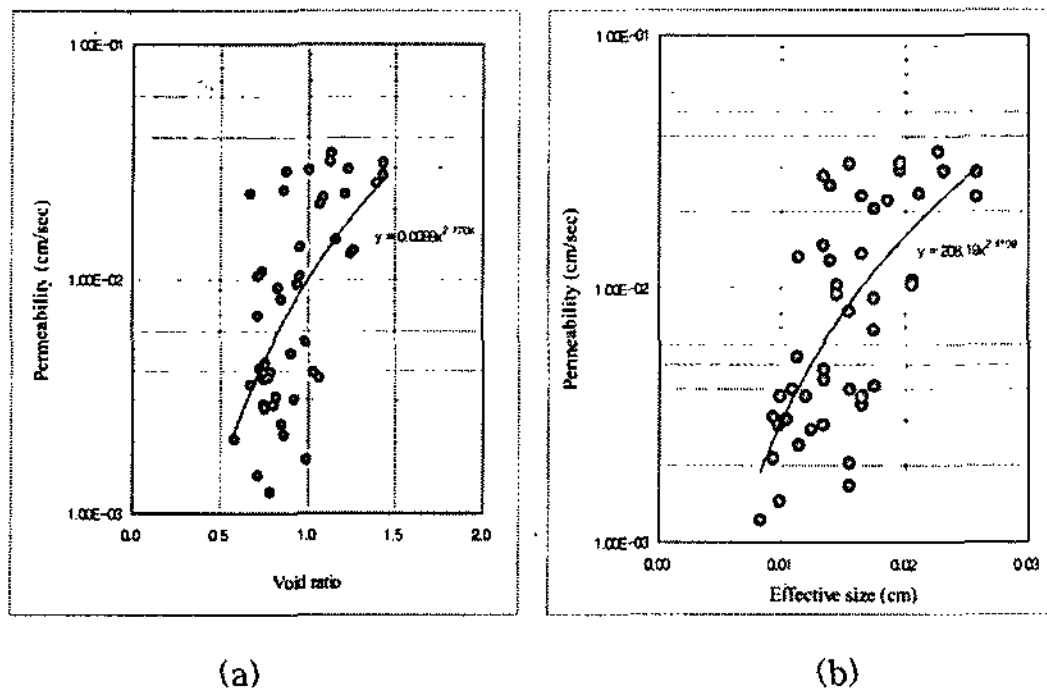 1.00E-01
1.00E-02
1.00E-03
Permeability (cm/sec)
0.0 0.5 1.0 1.5 2.0
Void ratio
(a)
1.00E-01
1.00E-02
1.00E-03
Permeability (cm/sec)
0.00 0.01 0.02 0.03
Effective size (cm)
(b)